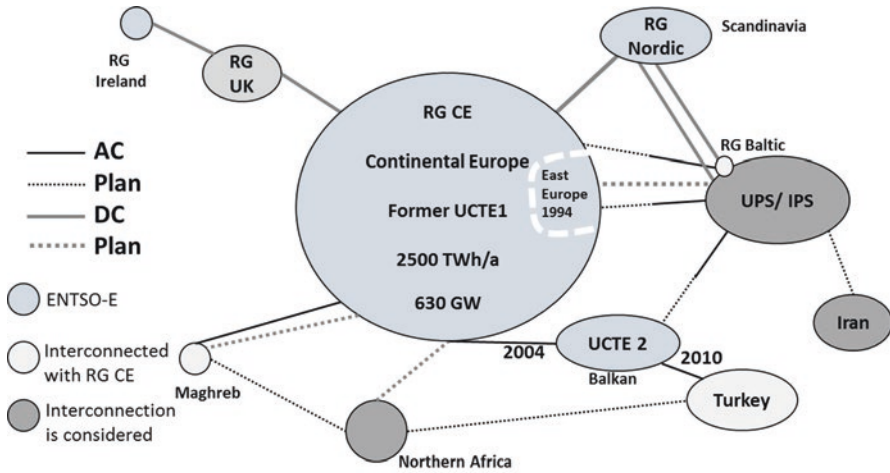 RG
Ireland
RG
UK
RG
Nordic
Scandinavia
RG CE
Continental Europe
Former UCTE1
2500 TWh/a
630 GW
East
Europe
1994
RG Baltic
UPS/ IPS
Iran
AC
Plan
DC
Plan
ENTSO-E
Interconnected
with RG CE
Interconnection
is considered
Maghreb
Northern Africa
2004
UCTE 2
Balkan
2010
Turkey